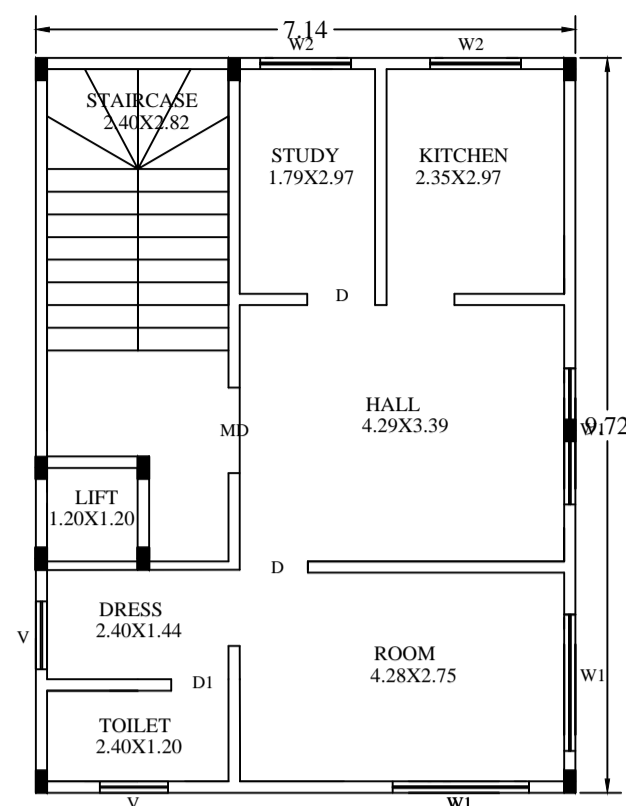 7.14
W2
W2
STAIRCASE
2.40X2.82
STUDY
1.79X2.97
KITCHEN
2.35X2.97
D
HALL
4.29X3.39
MD
W1
9.72
LIFT
1.20X1.20
D
DRESS
2.40X1.44
V
ROOM
4.28X2.75
W1
D1
TOILET
2.40X1.20
V
W1